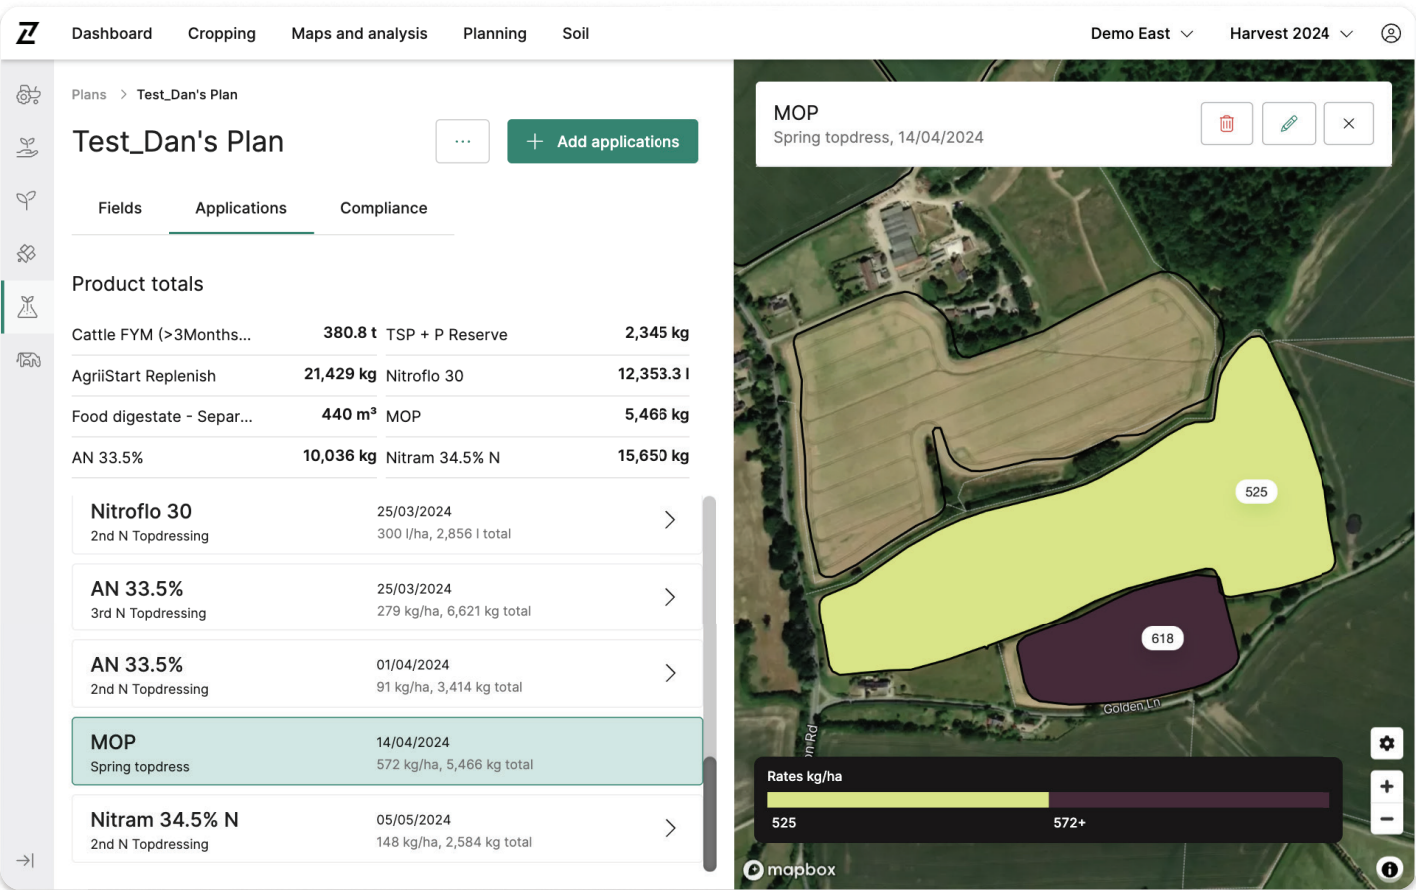 Dashboard Cropping Maps and analysis Planning Soil Demo East Harvest 2024
Plans > Test_Dan's Plan
Test_Dan's Plan
... + Add applications
Fields Applications Compliance
Product totals
Cattle FYM (>3Months... 380.8 t TSP + P Reserve 2,345 kg
AgriiStart Replenish 21,429 kg Nitroflo 30 12,353.3 l
Food digestate - Separ... 440 m³ MOP 5,466 kg
AN 33.5% 10,036 kg Nitram 34.5% N 15,650 kg
Nitroflo 30 25/03/2024
2nd N Topdressing 300 l/ha, 2,856 l total
AN 33.5% 25/03/2024
3rd N Topdressing 279 kg/ha, 6,621 kg total
AN 33.5% 01/04/2024
2nd N Topdressing 91 kg/ha, 3,414 kg total
MOP 14/04/2024
Spring topdress 572 kg/ha, 5,466 kg total
Nitram 34.5% N 05/05/2024
2nd N Topdressing 148 kg/ha, 2,584 kg total
MOP
Spring topdress, 14/04/2024
525
618
Golden Ln
on Rd
Rates kg/ha
525 572+
mapbox